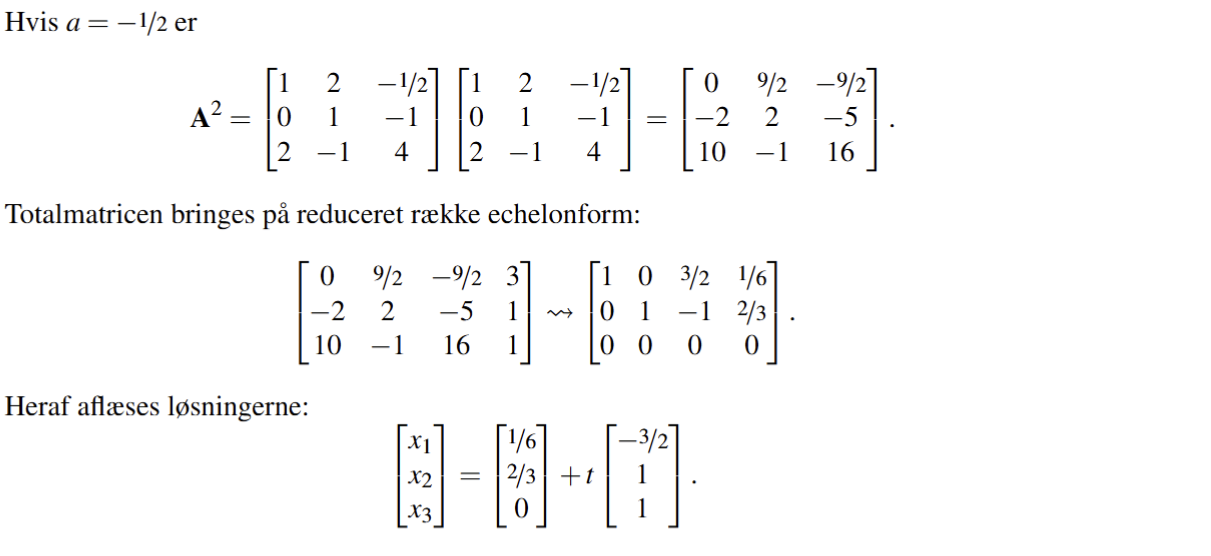 Hvis a = −1/2 er
A² = [1 2 −1/2; 0 1 −1; 2 −1 4] [1 2 −1/2; 0 1 −1; 2 −1 4] = [0 9/2 −9/2; −2 2 −5; 10 −1 16] .
Totalmatricen bringes på reduceret række echelonform:
[0 9/2 −9/2 3; −2 2 −5 1; 10 −1 16 1] ⇝ [1 0 3/2 1/6; 0 1 −1 2/3; 0 0 0 0] .
Heraf aflæses løsningerne:
[x1; x2; x3] = [1/6; 2/3; 0] + t [−3/2; 1; 1] .